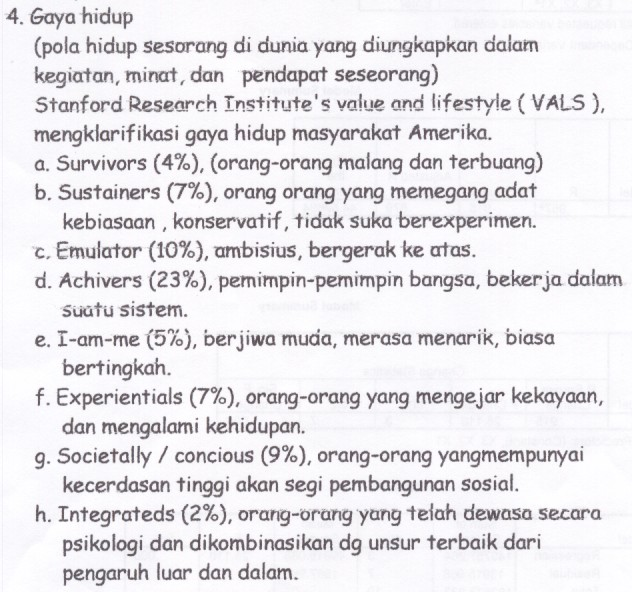 4. Gaya hidup
(pola hidup sesorang di dunia yang diungkapkan dalam
kegiatan, minat, dan pendapat seseorang)
Stanford Research Institute's value and lifestyle ( VALS ),
mengklarifikasi gaya hidup masyarakat Amerika.
a. Survivors (4%), (orang-orang malang dan terbuang)
b. Sustainers (7%), orang orang yang memegang adat
kebiasaan , konservatif, tidak suka berexperimen.
c. Emulator (10%), ambisius, bergerak ke atas.
d. Achivers (23%), pemimpin-pemimpin bangsa, bekerja dalam
suatu sistem.
e. I-am-me (5%), berjiwa muda, merasa menarik, biasa
bertingkah.
f. Experientials (7%), orang-orang yang mengejar kekayaan,
dan mengalami kehidupan.
g. Societally / concious (9%), orang-orang yangmempunyai
kecerdasan tinggi akan segi pembangunan sosial.
h. Integrateds (2%), orang-orang yang telah dewasa secara
psikologi dan dikombinasikan dg unsur terbaik dari
pengaruh luar dan dalam.